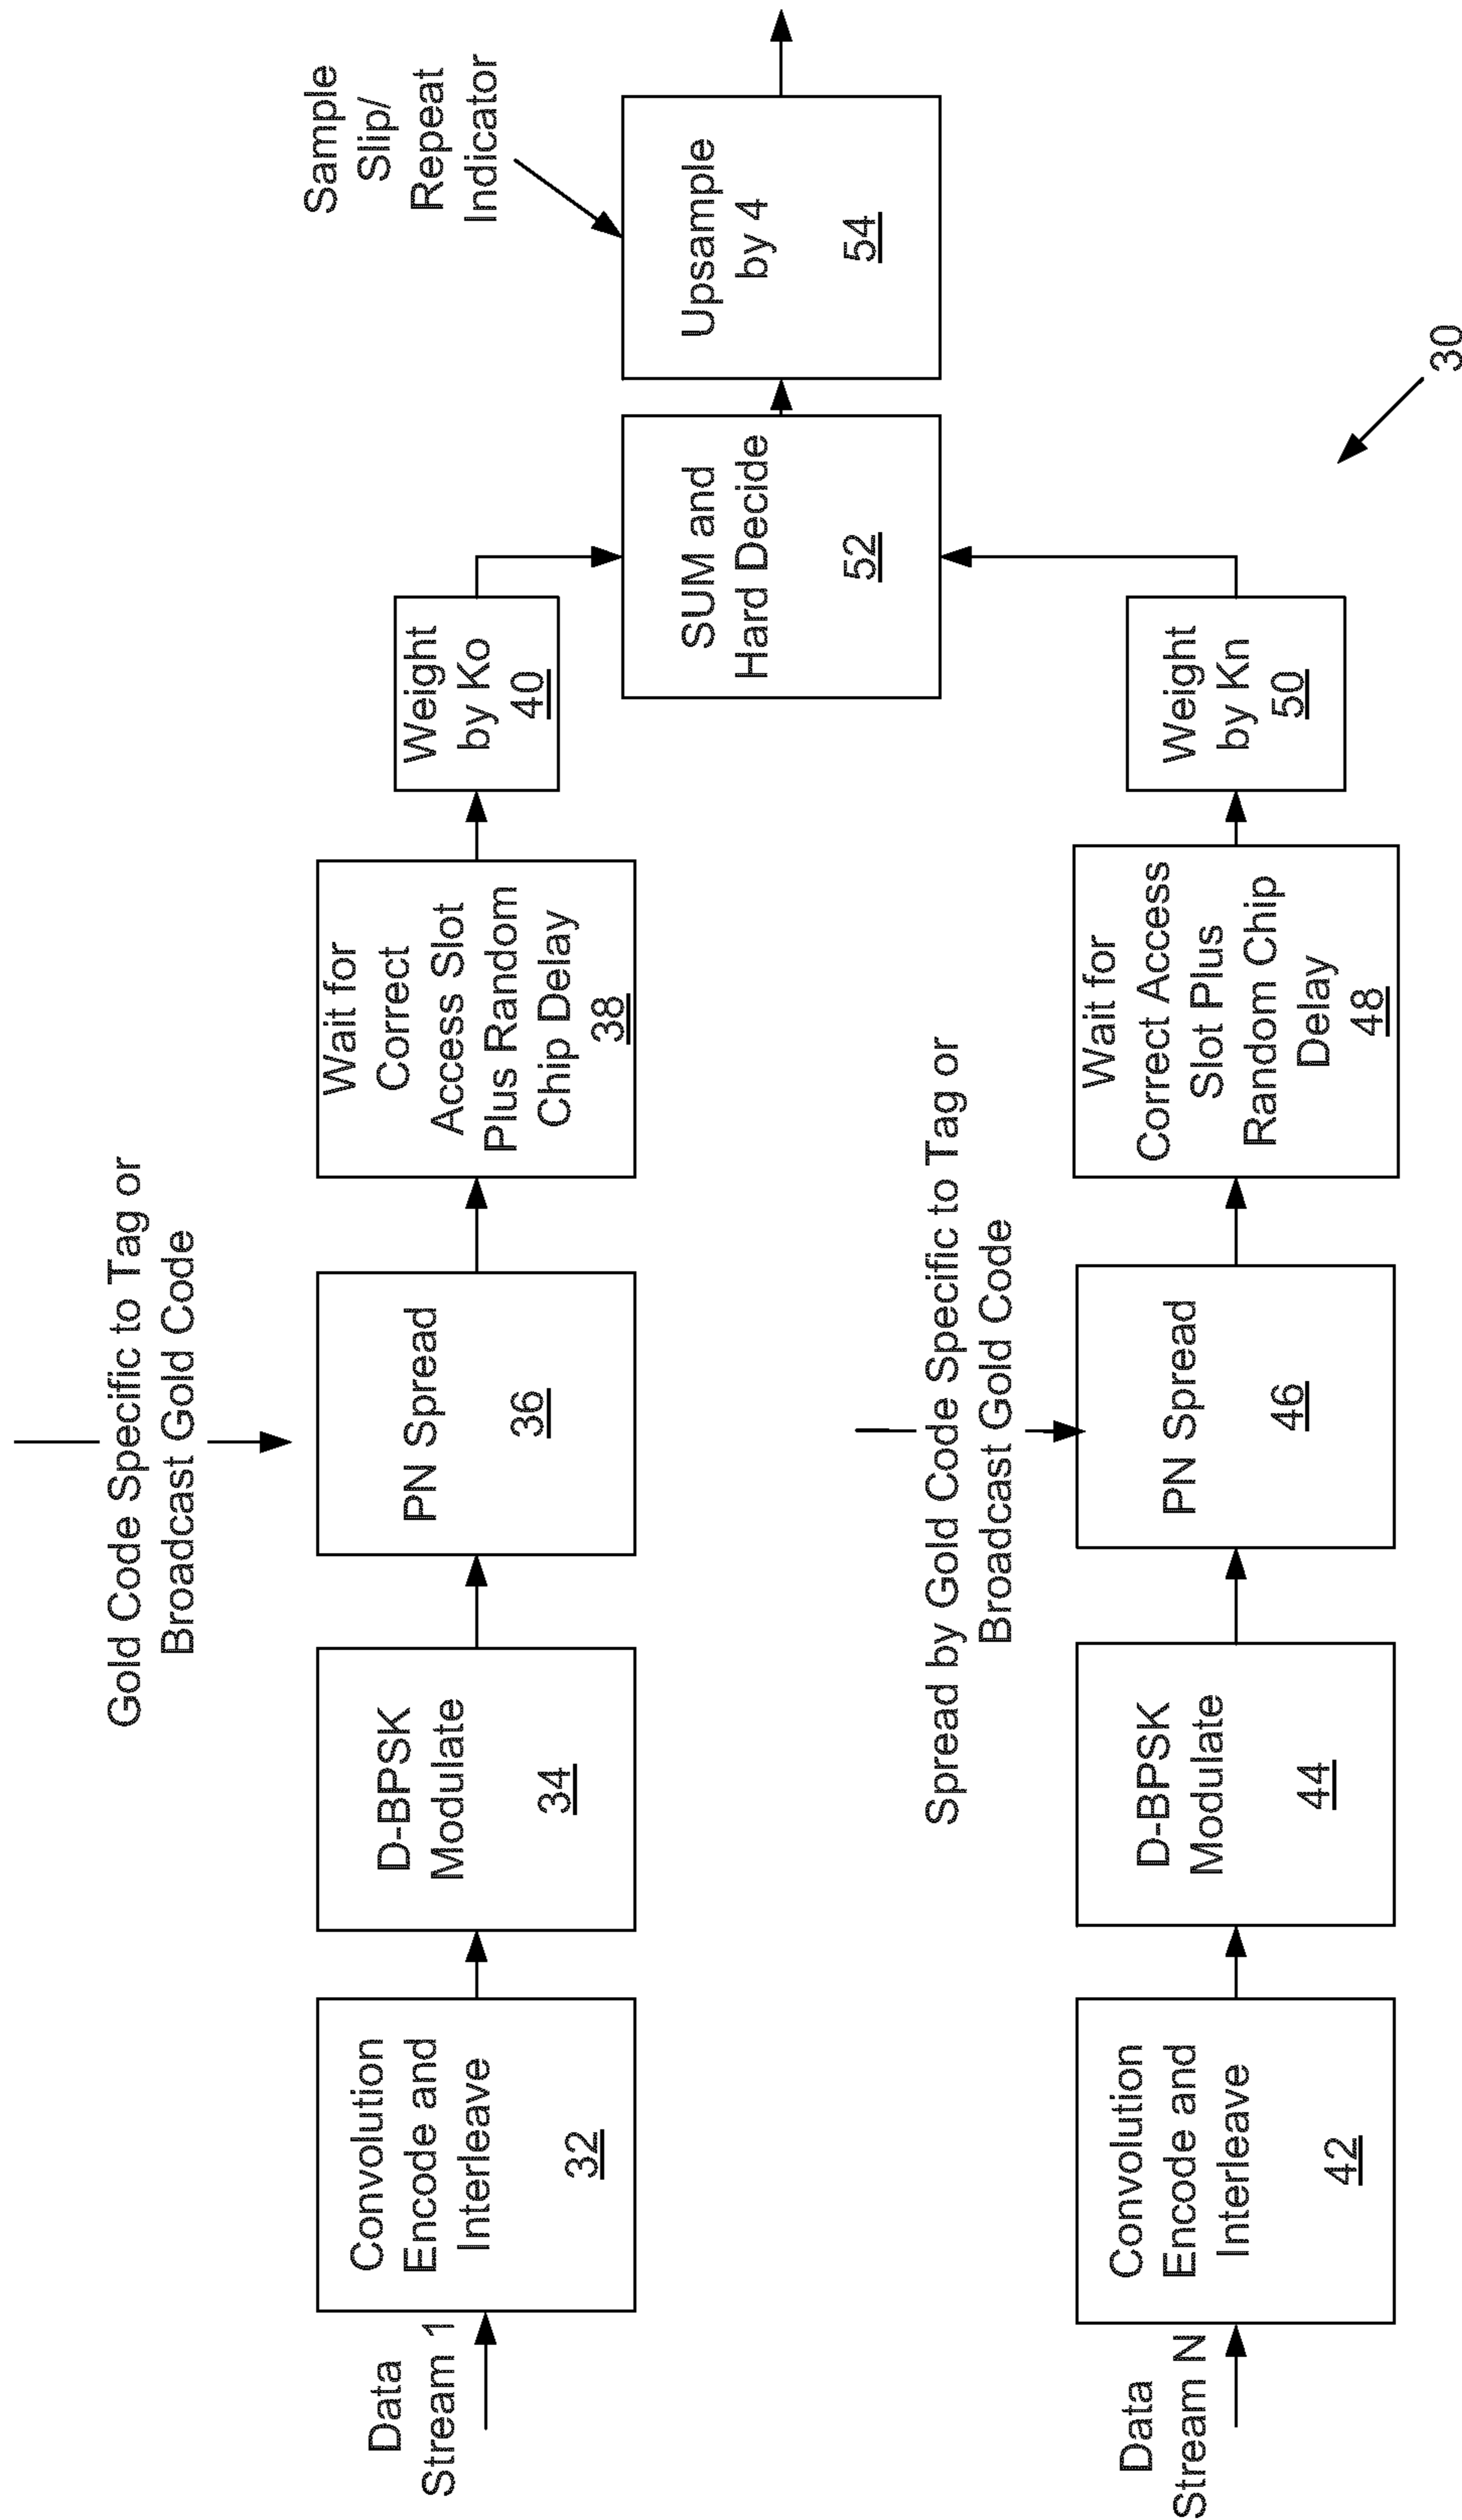 Gold Code Specific to Tag or
Broadcast Gold Code
Data
Stream 1
Convolution
Encode and
Interleave
32
D-BPSK
Modulate
34
PN Spread
36
Wait for
Correct
Access Slot
Plus Random
Chip Delay
38
Weight
by Ko
40
SUM and
Hard Decide
52
Sample
Slip/
Repeat
Indicator
Upsample
by 4
54
Spread by Gold Code Specific to Tag or
Broadcast Gold Code
Data
Stream N
Convolution
Encode and
Interleave
42
D-BPSK
Modulate
44
PN Spread
46
Wait for
Correct Access
Slot Plus
Random Chip
Delay
48
Weight
by Kn
50
30